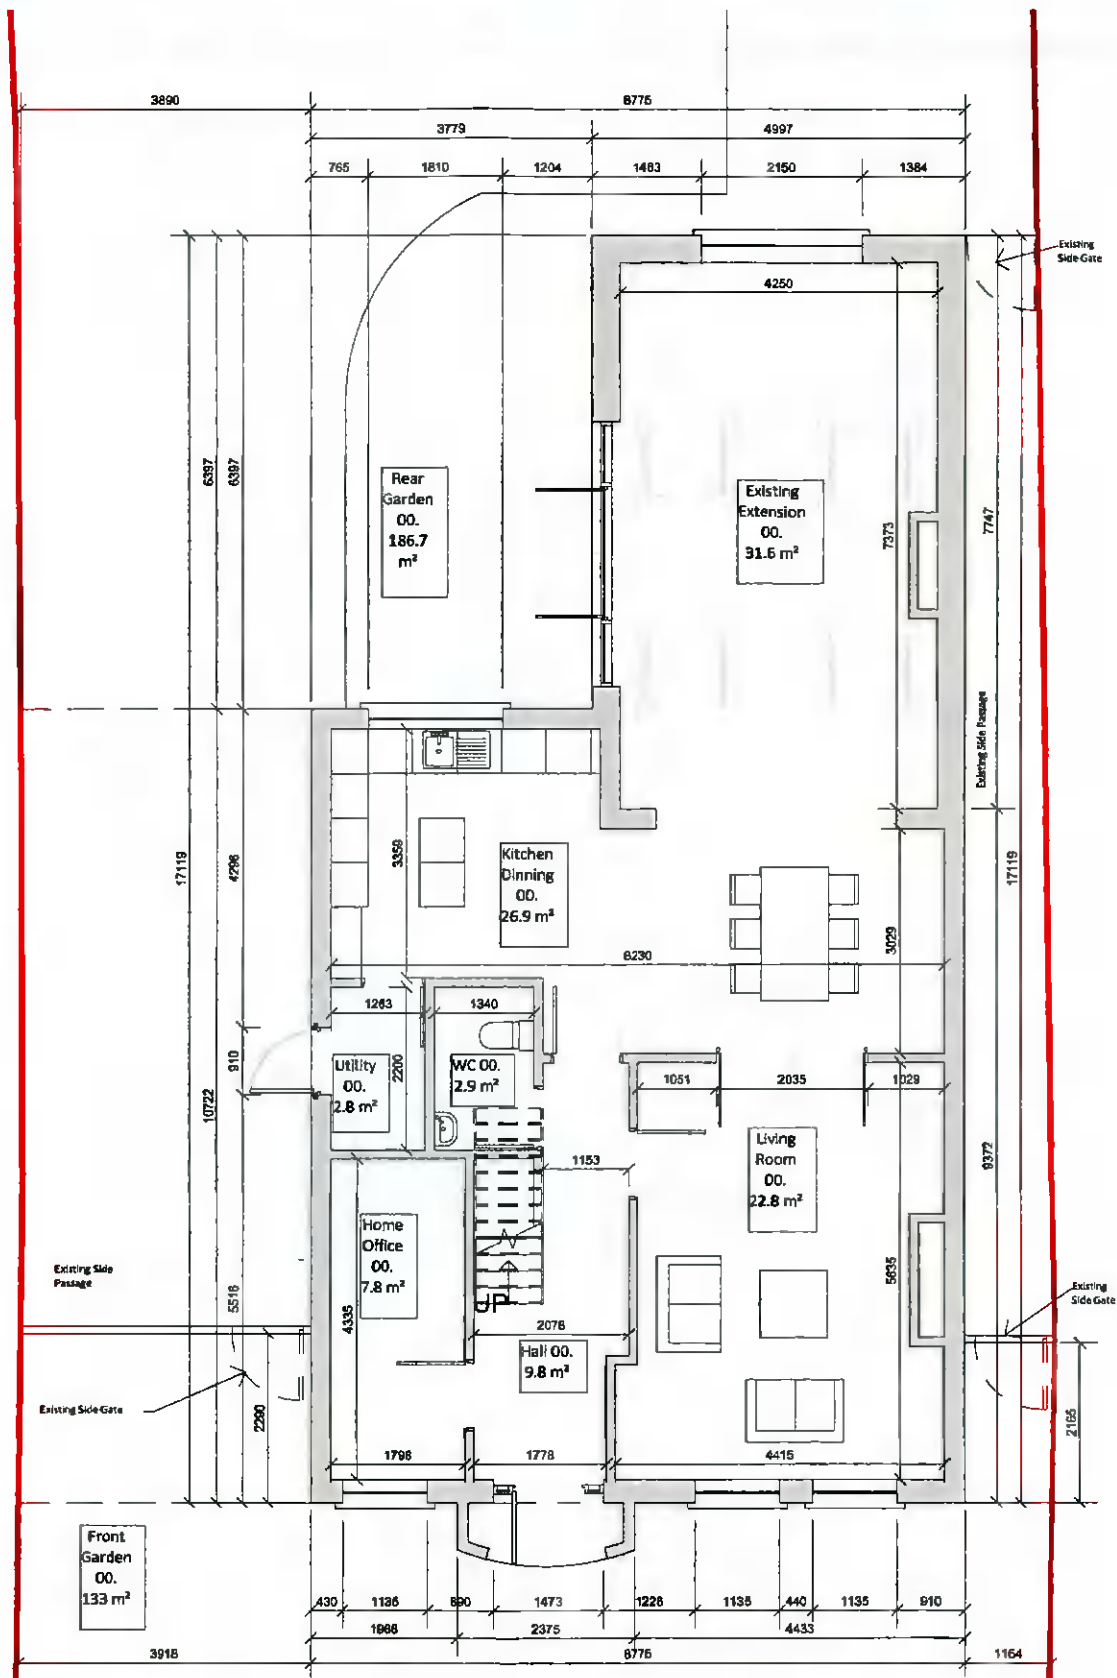 3890
8775
3779
4997
765
1810
1204
1483
2150
1384
Existing
Side Gate
4250
6397
6397
Rear
Garden
00.
186.7
m²
Existing
Extension
00.
31.6 m²
7373
7747
Existing Side Passage
17119
4296
3359
Kitchen
Dinning
00.
26.9 m²
17119
3029
8230
1263
1340
910
10722
Utility
00.
2.8 m²
2200
WC 00.
2.9 m²
1051
2035
1029
Living
Room
00.
22.8 m²
9372
1153
Home
Office
00.
7.8 m²
4335
UP
5635
Existing Side
Passage
5516
Existing
Side Gate
2076
Hall 00.
9.8 m²
Existing Side Gate
2290
2165
1796
1778
4415
Front
Garden
00.
133 m²
430
1136
890
1473
1226
1135
440
1135
910
1966
2375
4433
3918
8775
1164